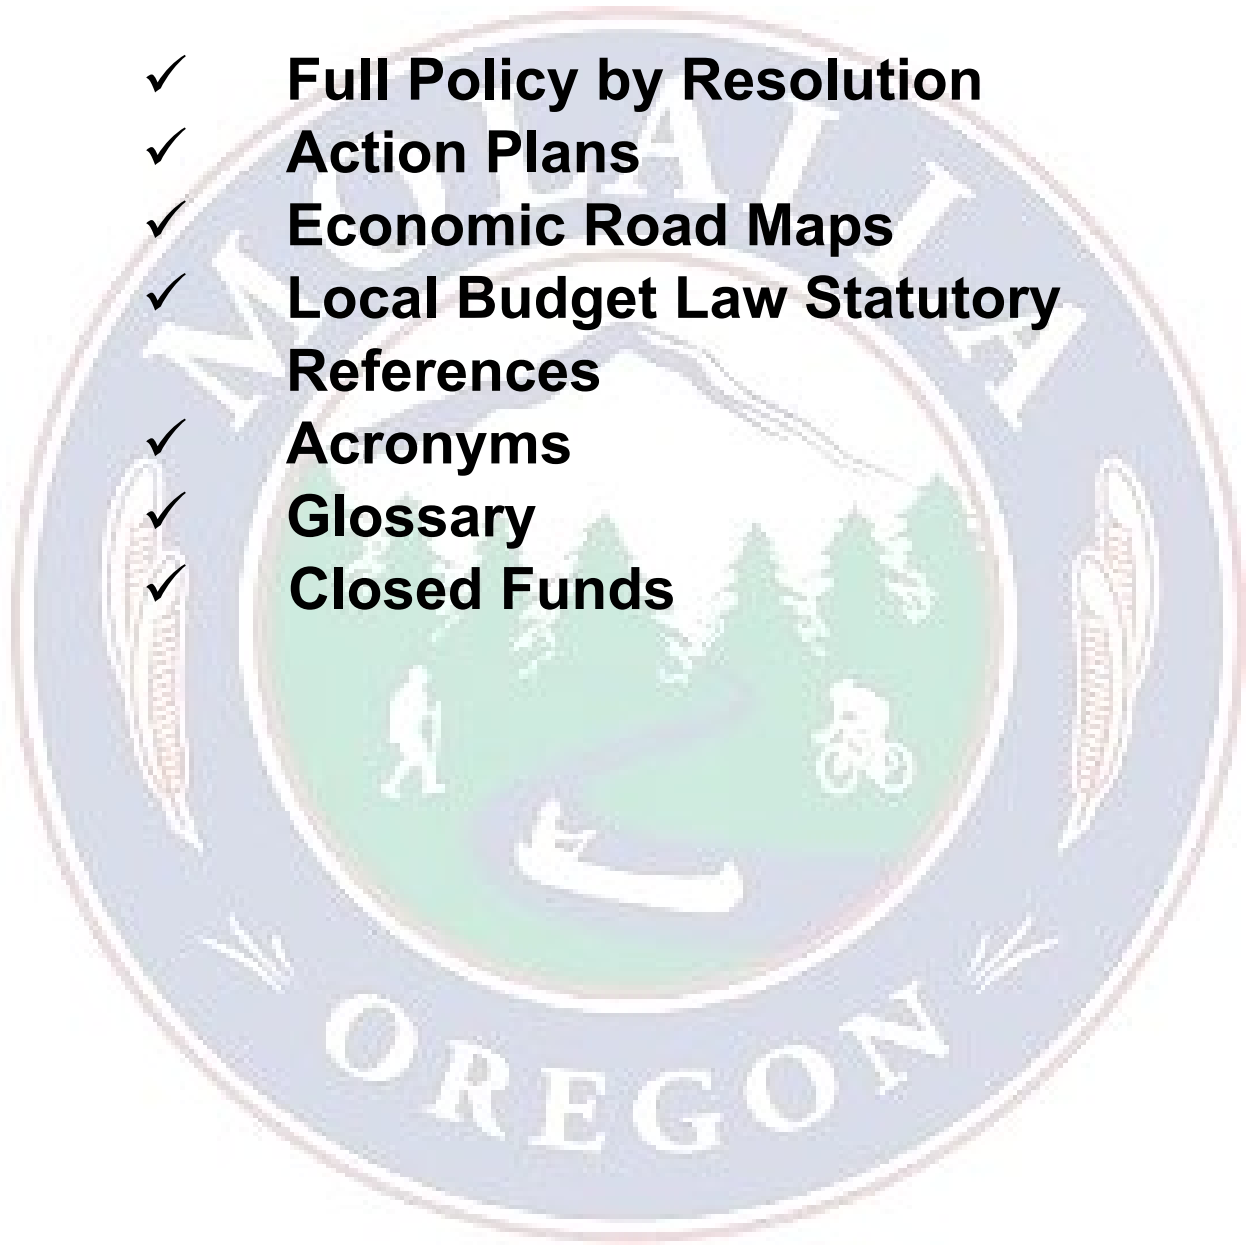 ✓ Full Policy by Resolution
✓ Action Plans
✓ Economic Road Maps
✓ Local Budget Law Statutory
References
✓ Acronyms
✓ Glossary
✓ Closed Funds
MOLALLA
OREGON